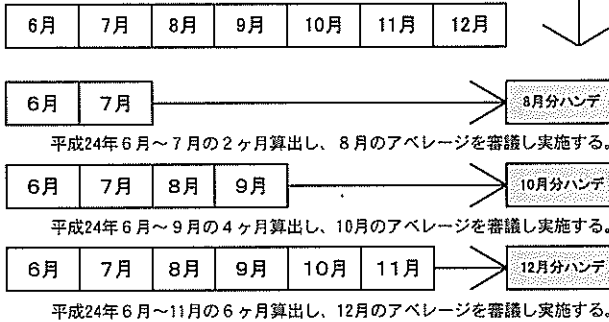 6月 7月 8月 9月 10月 11月 12月
6月 7月 8月分ハンデ
平成24年6月～7月の2ヶ月算出し、8月のアベレージを審議し実施する。
6月 7月 8月 9月 10月分ハンデ
平成24年6月～9月の4ヶ月算出し、10月のアベレージを審議し実施する。
6月 7月 8月 9月 10月 11月 12月分ハンデ
平成24年6月～11月の6ヶ月算出し、12月のアベレージを審議し実施する。